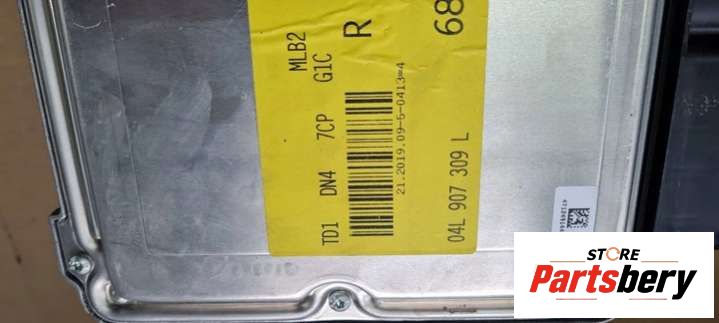 TD1 DN4 7CP MLB2
G1C
R
68
21.2019.09-5-0413=4
04L 907 309 L
STORE
Partsbery